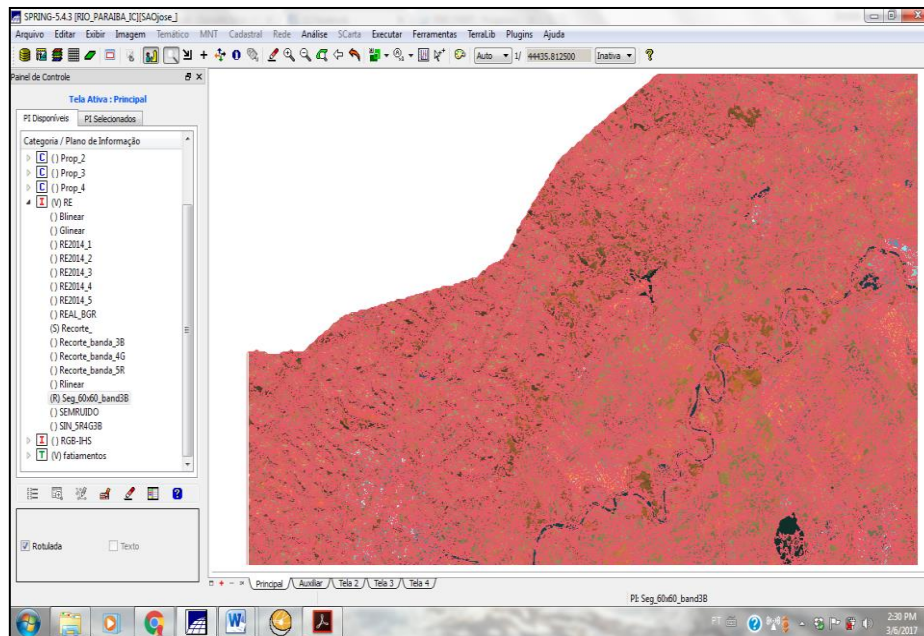 SPRING-5.4.3 [RIO_PARAIBA_IC][SAOjose_]
Arquivo Editar Exibir Imagem Temático MNT Cadastral Rede Análise SCarta Executar Ferramentas TerraLib Plugins Ajuda
Auto 1/ 44435.812500 Inativa
Painel de Controle
Tela Ativa : Principal
PI Disponíveis PI Selecionados
Categoria / Plano de Informação
C () Prop_2
C () Prop_3
C () Prop_4
I (V) RE
() Blinear
() Glinear
() RE2014_1
() RE2014_2
() RE2014_3
() RE2014_4
() RE2014_5
() REAL_BGR
(S) Recorte_
() Recorte_banda_3B
() Recorte_banda_4G
() Recorte_banda_5R
() Rlinear
(R) Seg_60x60_band3B
() SEMRUIDO
() SIN_5R4G3B
I () RGB-IHS
T (V) fatiamentos
Rotulada Texto
Principal Auxiliar Tela 2 Tela 3 Tela 4
PI: Seg_60x60_band3B
PT 2:30 PM
3/6/2017